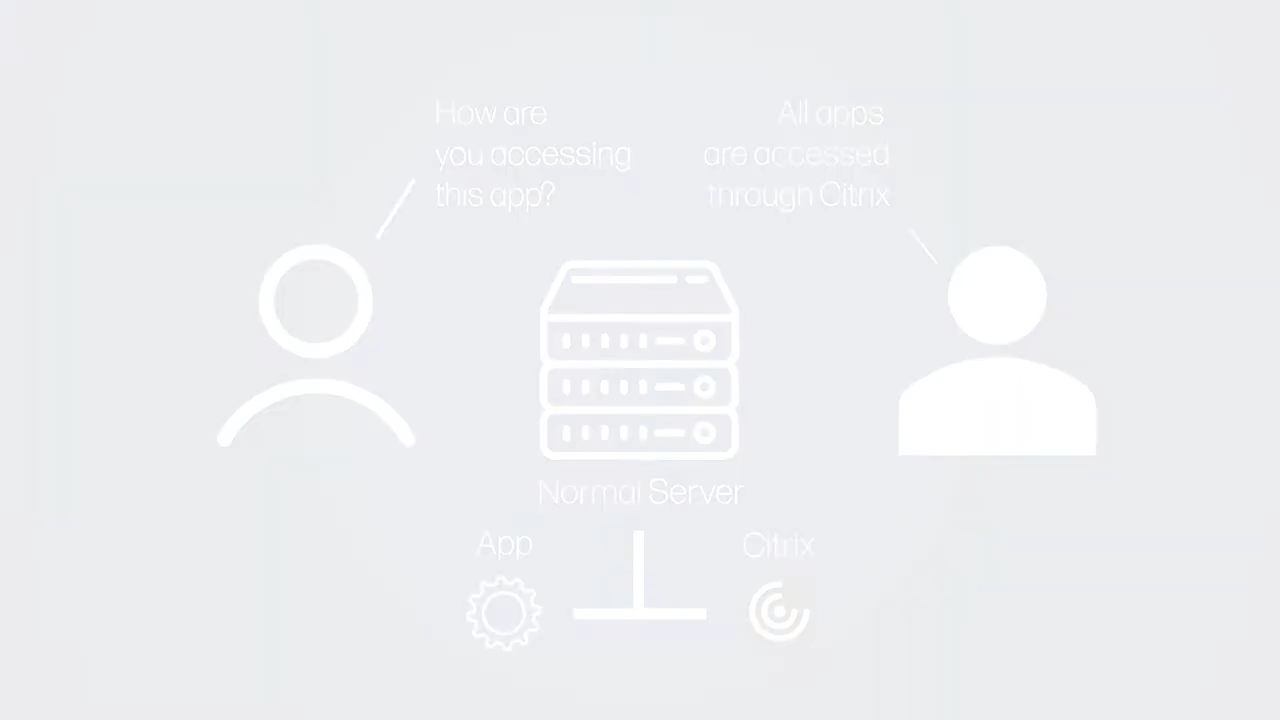 How are
you accessing
this app?
All apps
are accessed
through Citrix
Normal Server
App
Citrix